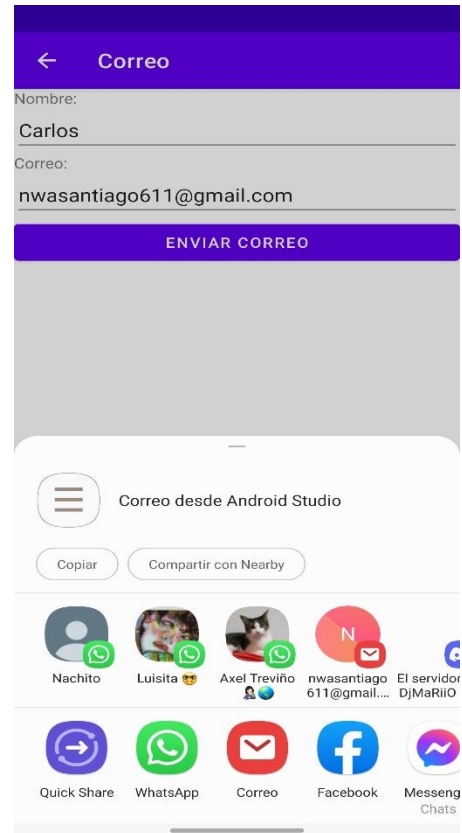 Correo
Nombre:
Carlos
Correo:
nwasantiago611@gmail.com
ENVIAR CORREO
Correo desde Android Studio
Copiar
Compartir con Nearby
N
Nachito
Luisita 🤓
Axel Treviño
🤱🏻🌎
nwasantiago
611@gmail....
El servidor
DjMaRiiO
Quick Share
WhatsApp
Correo
Facebook
Messeng
Chats